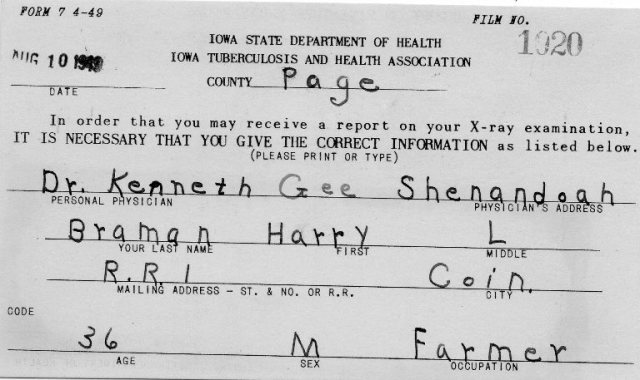 FORM 7 4-49
FILM NO.
1020
IOWA STATE DEPARTMENT OF HEALTH
AUG 10 1949
IOWA TUBERCULOSIS AND HEALTH ASSOCIATION
COUNTY Page
DATE
In order that you may receive a report on your X-ray examination,
IT IS NECESSARY THAT YOU GIVE THE CORRECT INFORMATION as listed below.
(PLEASE PRINT OR TYPE)
Dr. Kenneth Gee Shenandoah
PERSONAL PHYSICIAN PHYSICIAN'S ADDRESS
Braman Harry L
YOUR LAST NAME FIRST MIDDLE
R.R. 1 Coin.
MAILING ADDRESS - ST. & NO. OR R.R. CITY
CODE
36 M Farmer
AGE SEX OCCUPATION